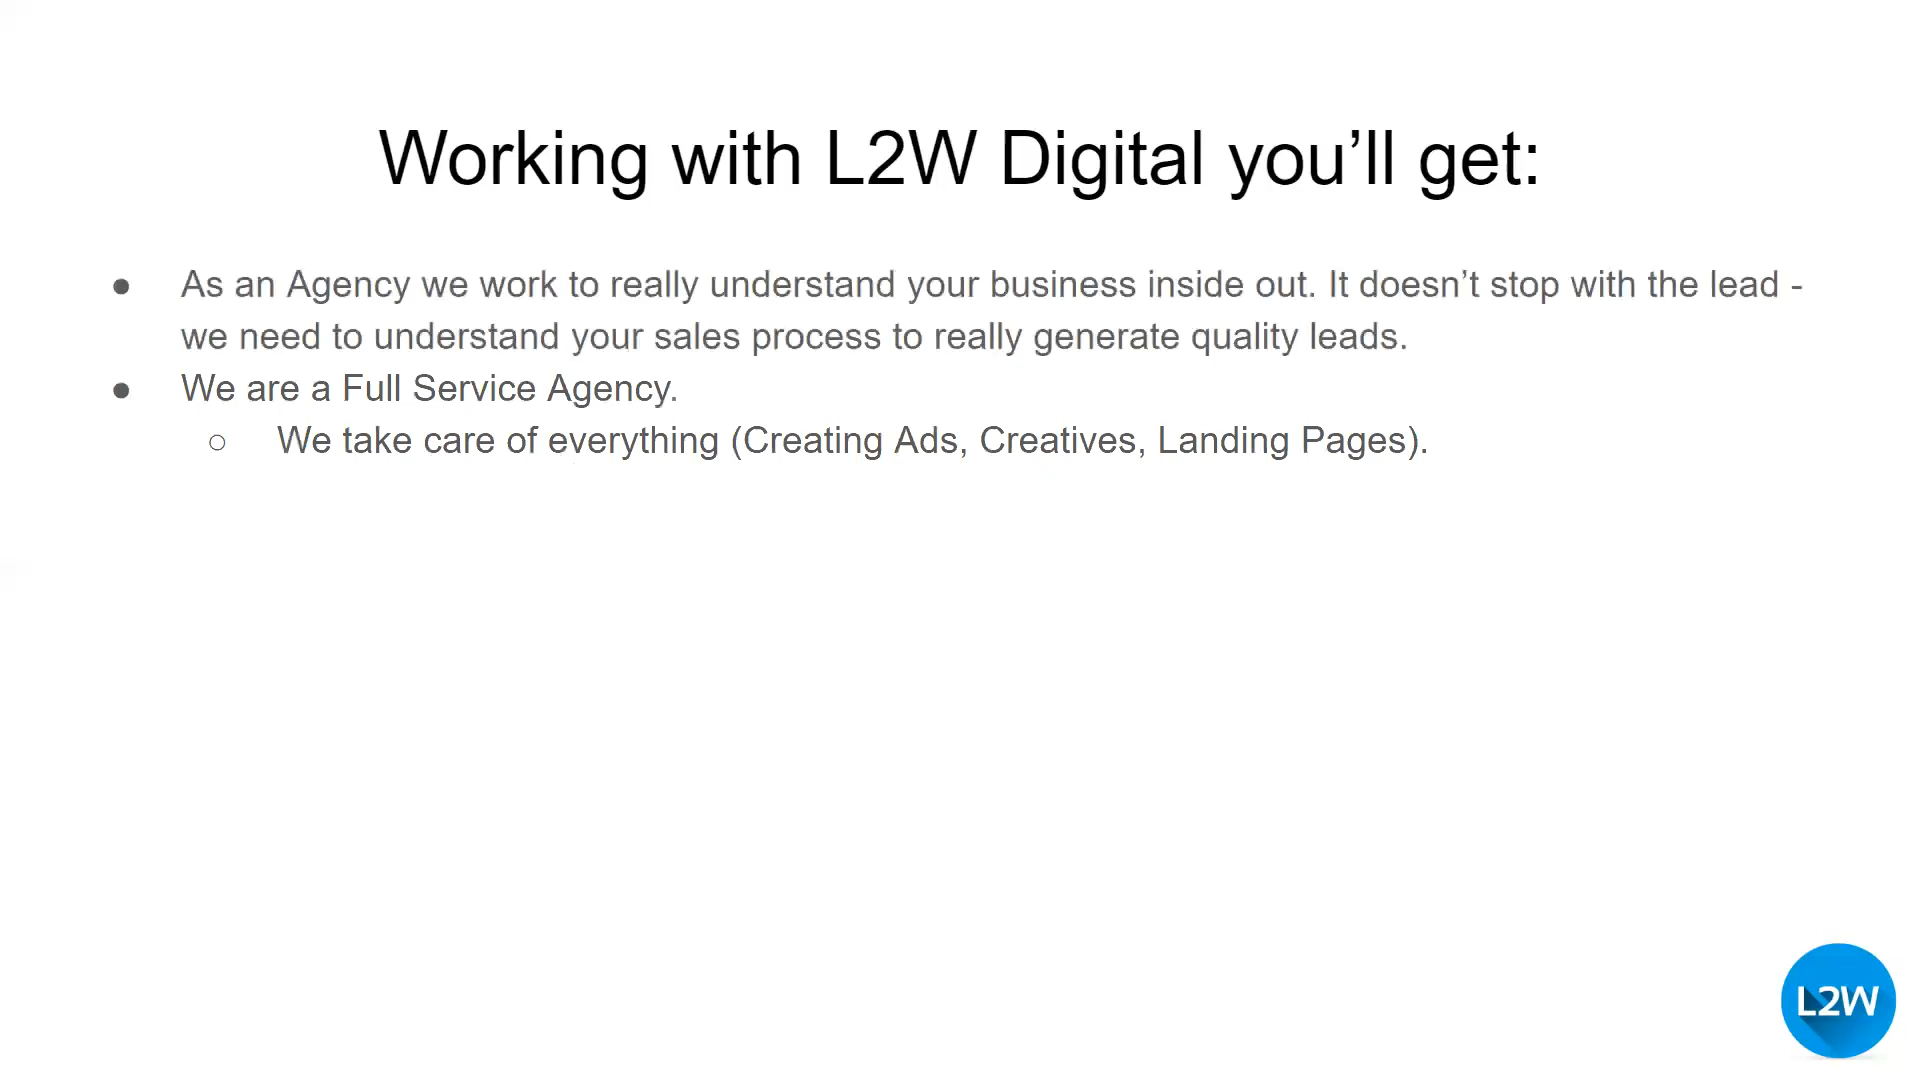 Working with L2W Digital you’ll get:
● As an Agency we work to really understand your business inside out. It doesn’t stop with the lead -
we need to understand your sales process to really generate quality leads.
● We are a Full Service Agency.
○ We take care of everything (Creating Ads, Creatives, Landing Pages).
L2W